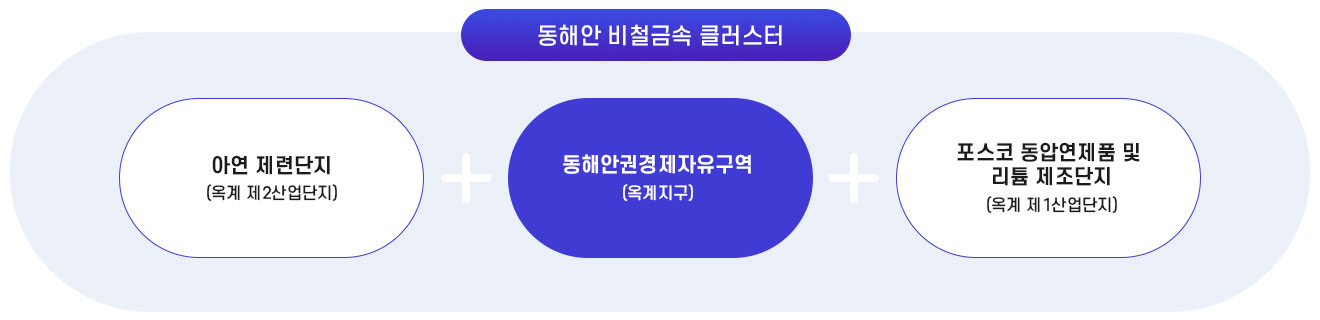 동해안 비철금속 클러스터
아연 제련단지
(옥계 제2산업단지)
동해안권경제자유구역
(옥계지구)
포스코 동압연제품 및
리튬 제조단지
(옥계 제1산업단지)